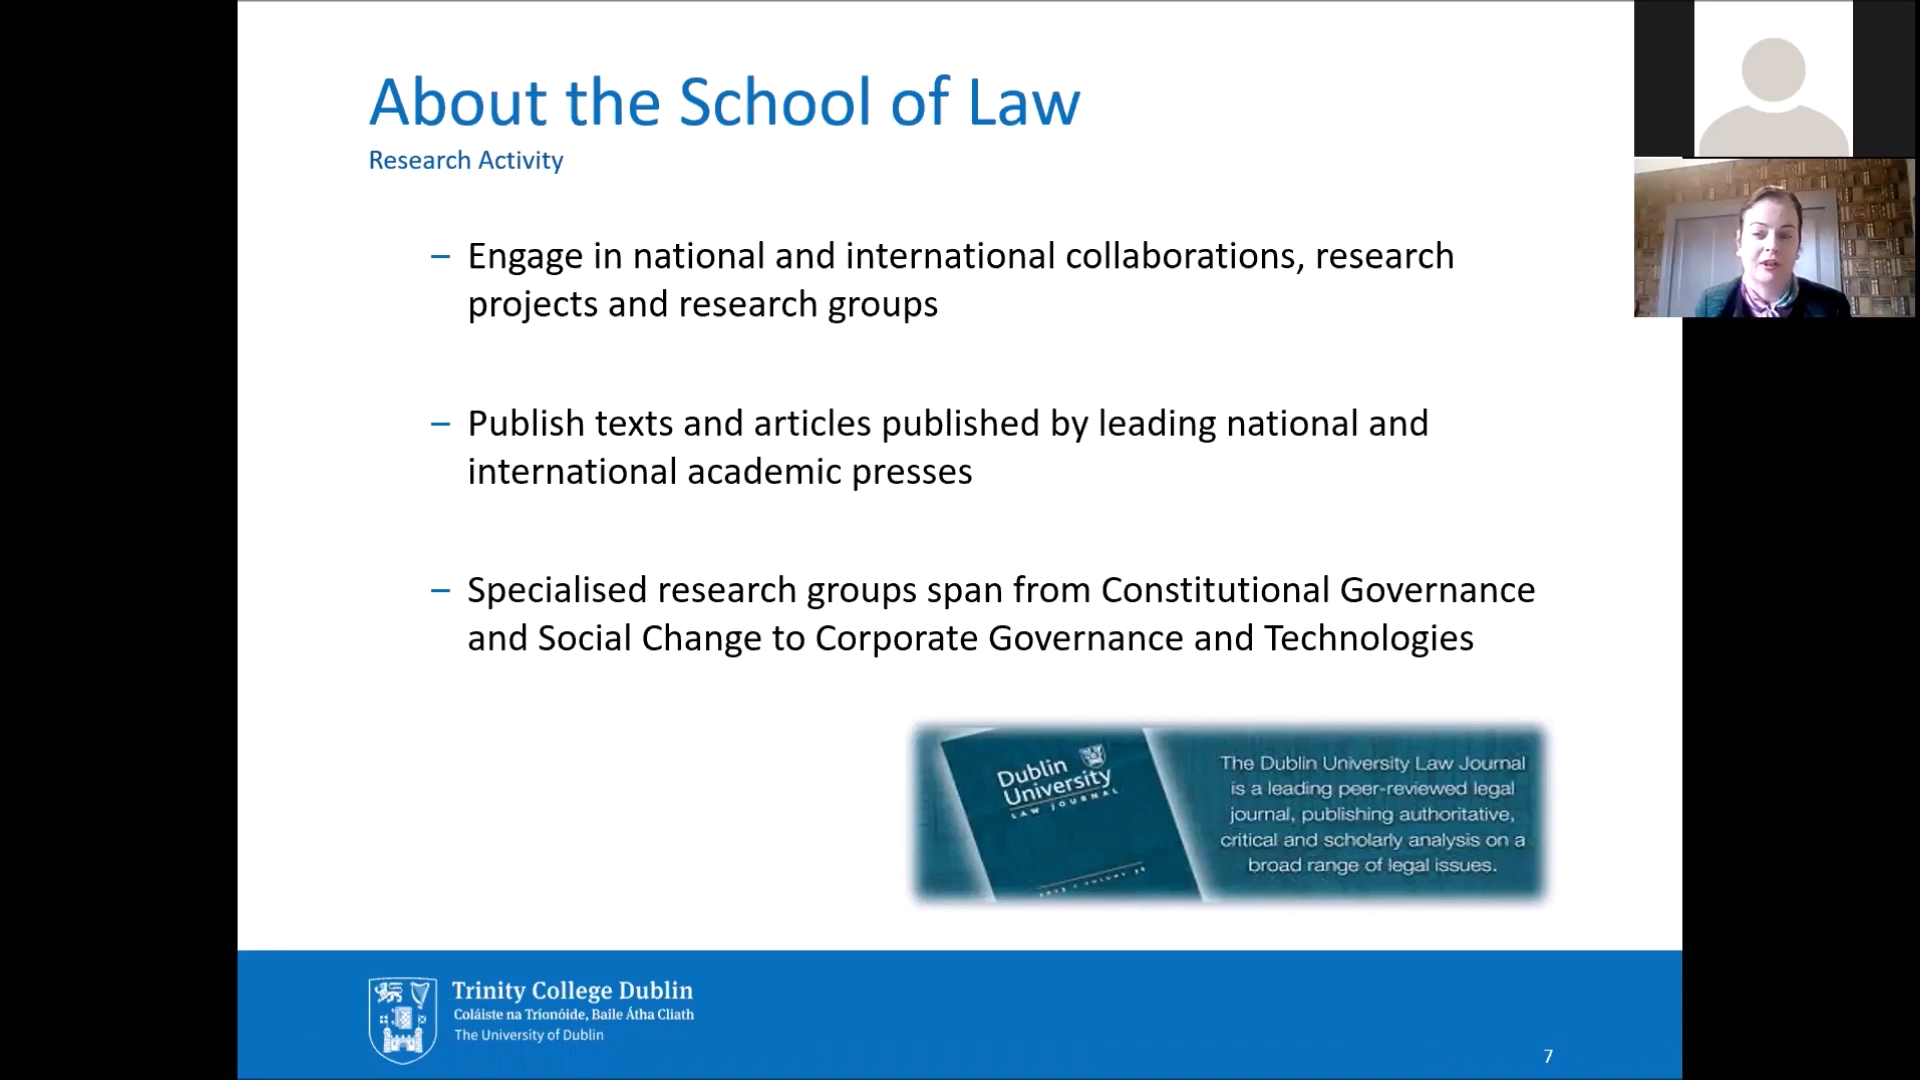 About the School of Law
Research Activity
– Engage in national and international collaborations, research
projects and research groups
– Publish texts and articles published by leading national and
international academic presses
– Specialised research groups span from Constitutional Governance
and Social Change to Corporate Governance and Technologies
Dublin
University
LAW JOURNAL
The Dublin University Law Journal
is a leading peer-reviewed legal
journal, publishing authoritative,
critical and scholarly analysis on a
broad range of legal issues.
Trinity College Dublin
Coláiste na Tríonóide, Baile Átha Cliath
The University of Dublin
7